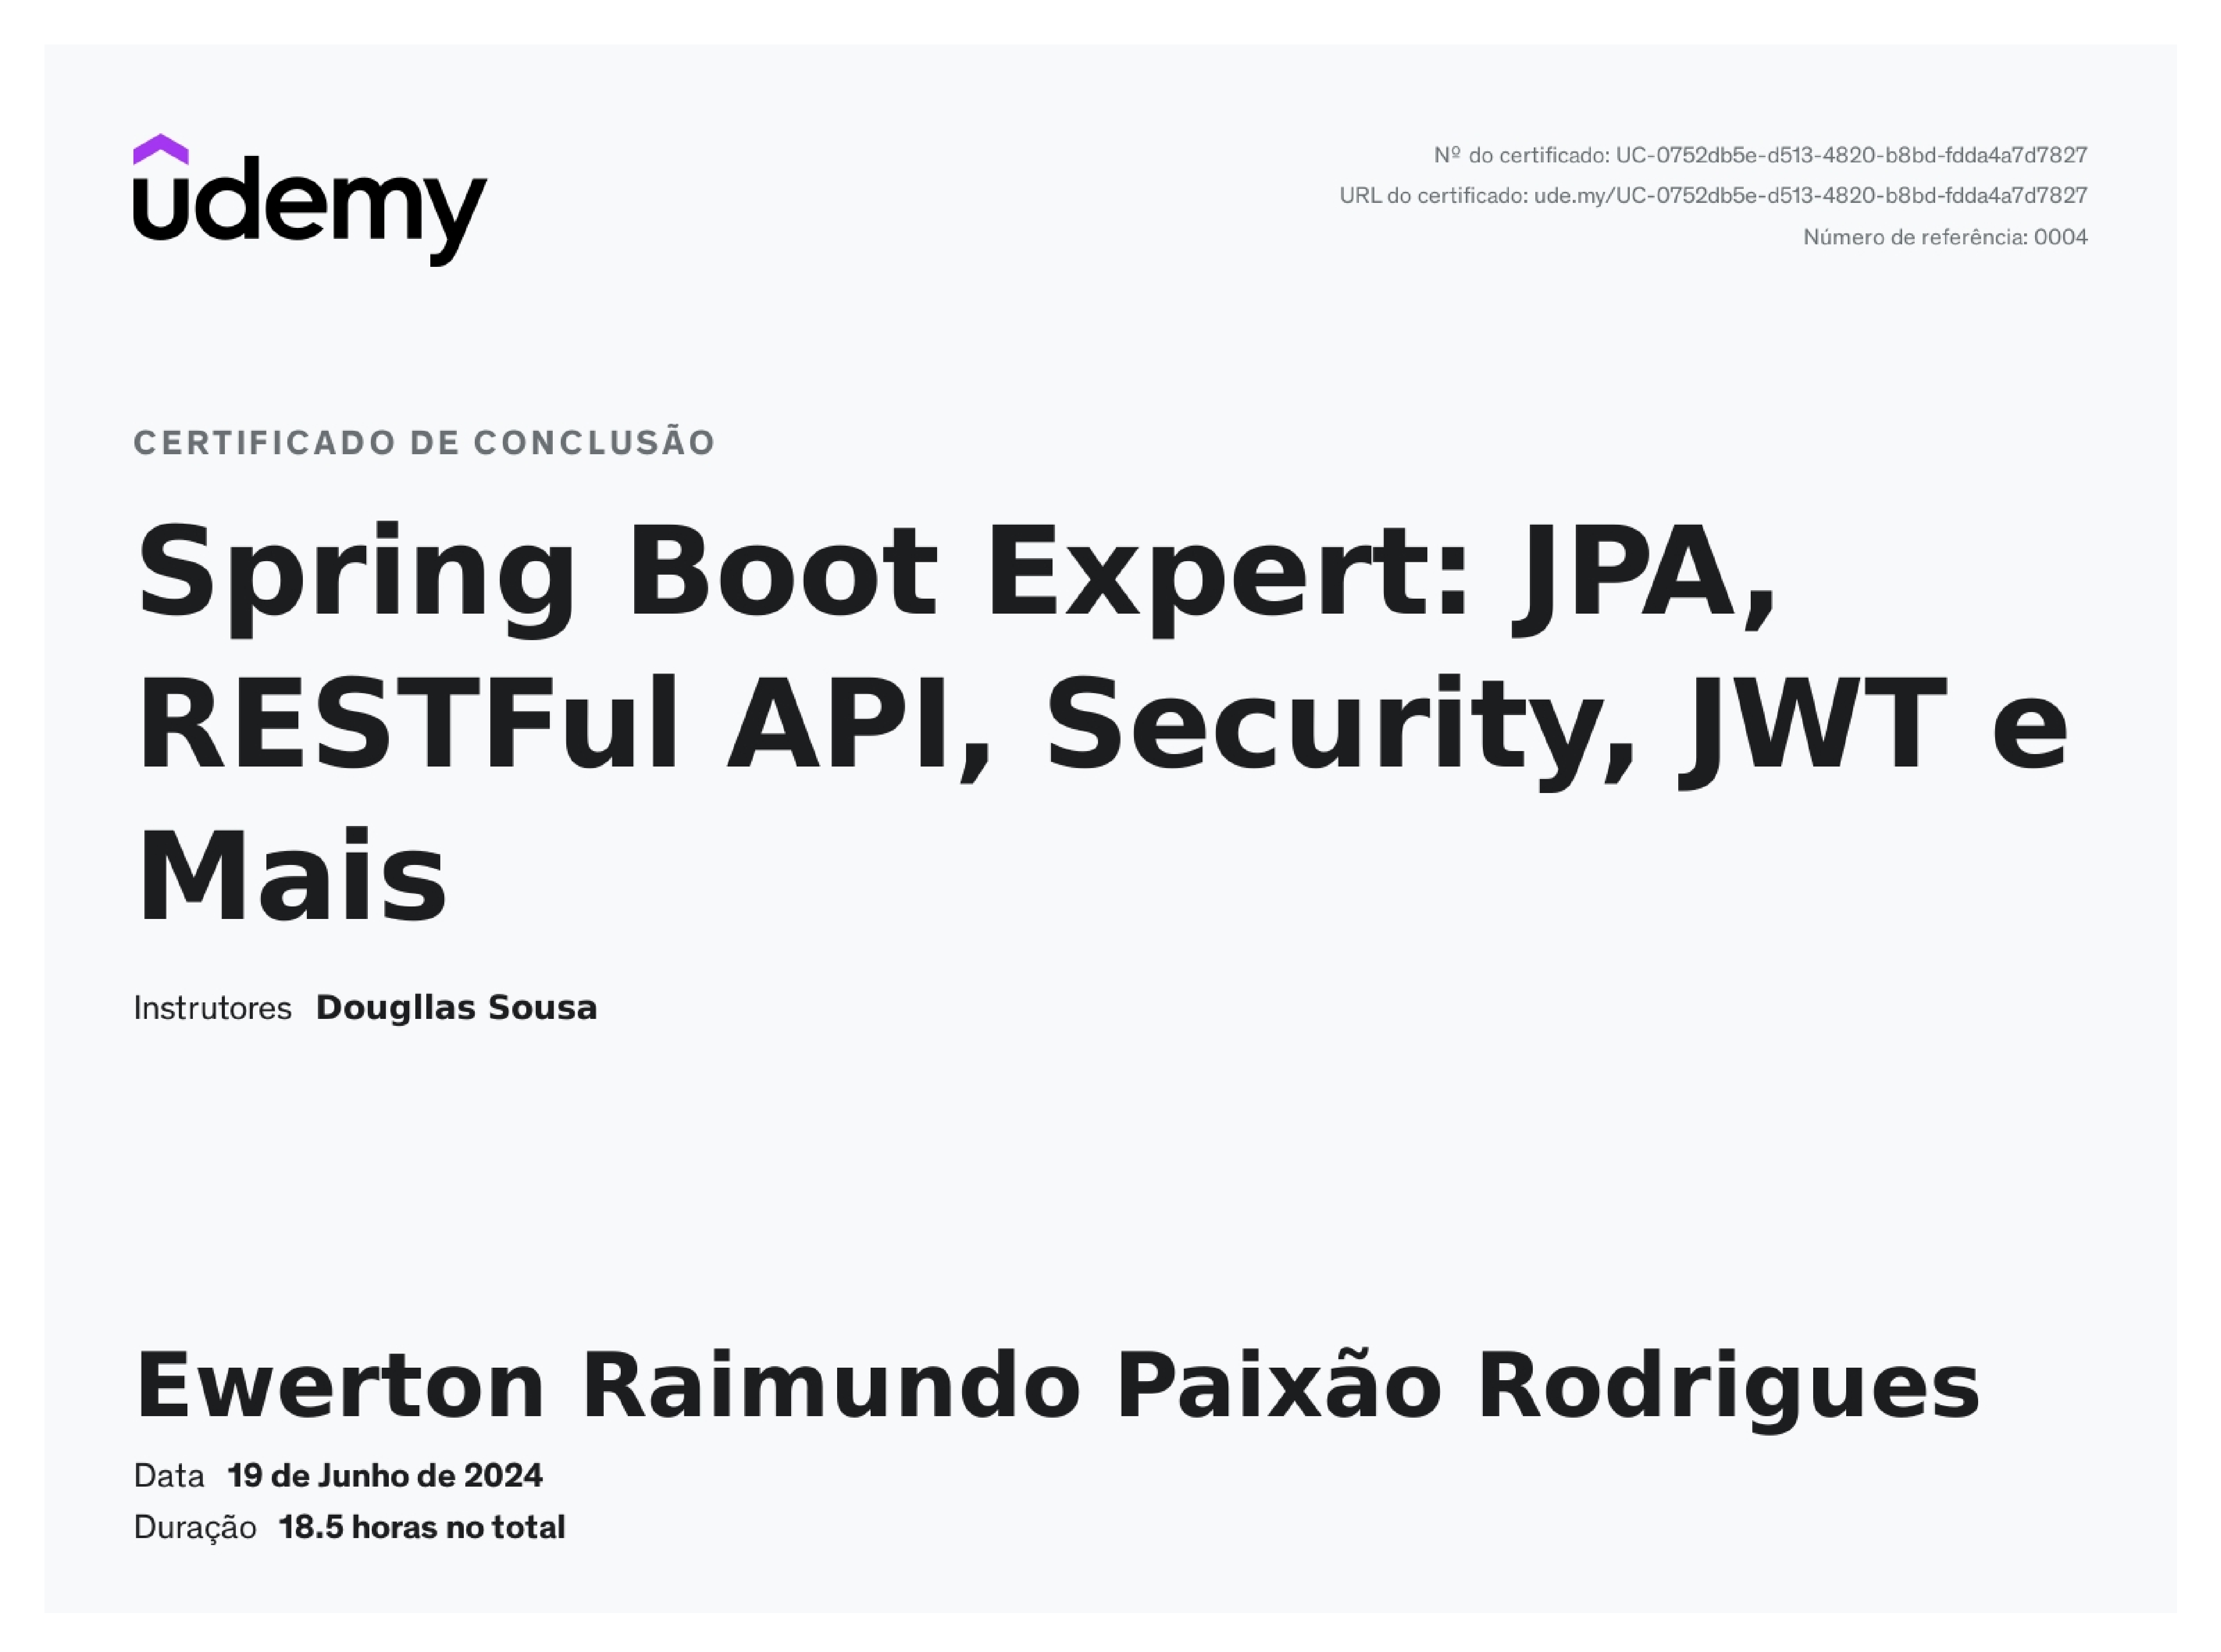 udemy
Nº do certificado: UC-0752db5e-d513-4820-b8bd-fdda4a7d7827
URL do certificado: ude.my/UC-0752db5e-d513-4820-b8bd-fdda4a7d7827
Número de referência: 0004
CERTIFICADO DE CONCLUSÃO
Spring Boot Expert: JPA,
RESTFul API, Security, JWT e
Mais
Instrutores Dougllas Sousa
Ewerton Raimundo Paixão Rodrigues
Data 19 de Junho de 2024
Duração 18.5 horas no total